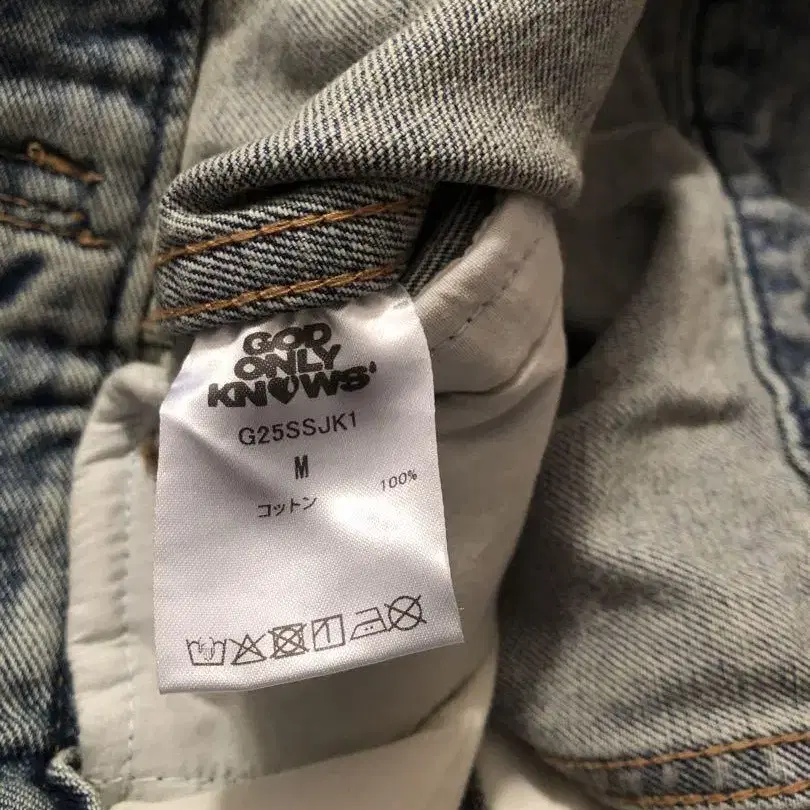 GOD
ONLY
KNOWS
G25SSJK1
M
コットン 100%